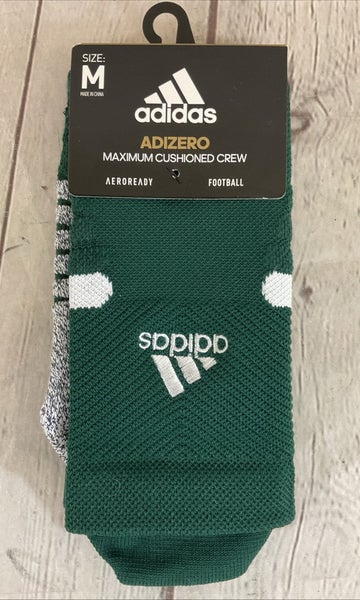 SIZE:
M
MADE IN CHINA
adidas
ADIZERO
MAXIMUM CUSHIONED CREW
AEROREADY FOOTBALL
adidas